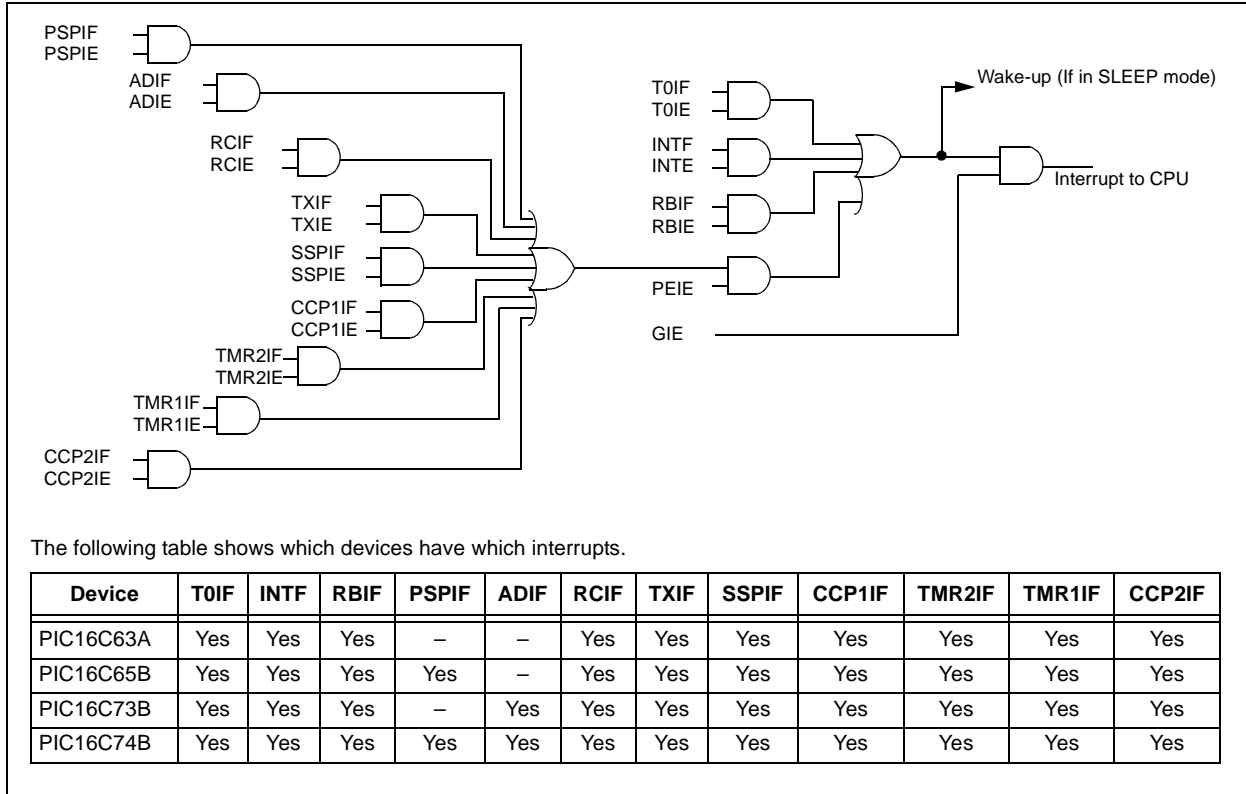 PSPIF
PSPIE
ADIF
ADIE
RCIF
RCIE
TXIF
TXIE
SSPIF
SSPIE
CCP1IF
CCP1IE
TMR2IF
TMR2IE
TMR1IF
TMR1IE
CCP2IF
CCP2IE
T0IF
T0IE
INTF
INTE
RBIF
RBIE
PEIE
GIE
Wake-up (If in SLEEP mode)
Interrupt to CPU
The following table shows which devices have which interrupts.
Device T0IF INTF RBIF PSPIF ADIF RCIF TXIF SSPIF CCP1IF TMR2IF TMR1IF CCP2IF
PIC16C63A Yes Yes Yes – – Yes Yes Yes Yes Yes Yes Yes
PIC16C65B Yes Yes Yes Yes – Yes Yes Yes Yes Yes Yes Yes
PIC16C73B Yes Yes Yes – Yes Yes Yes Yes Yes Yes Yes Yes
PIC16C74B Yes Yes Yes Yes Yes Yes Yes Yes Yes Yes Yes Yes